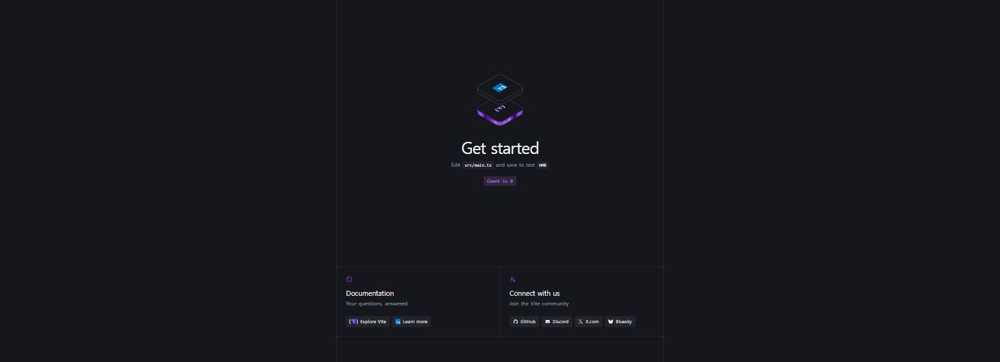 TS
Get started
Edit src/main.ts and save to test HMR
Count is 0
Documentation
Your questions, answered
Explore Vite
TS Learn more
Connect with us
Join the Vite community
GitHub
Discord
X.com
Bluesky